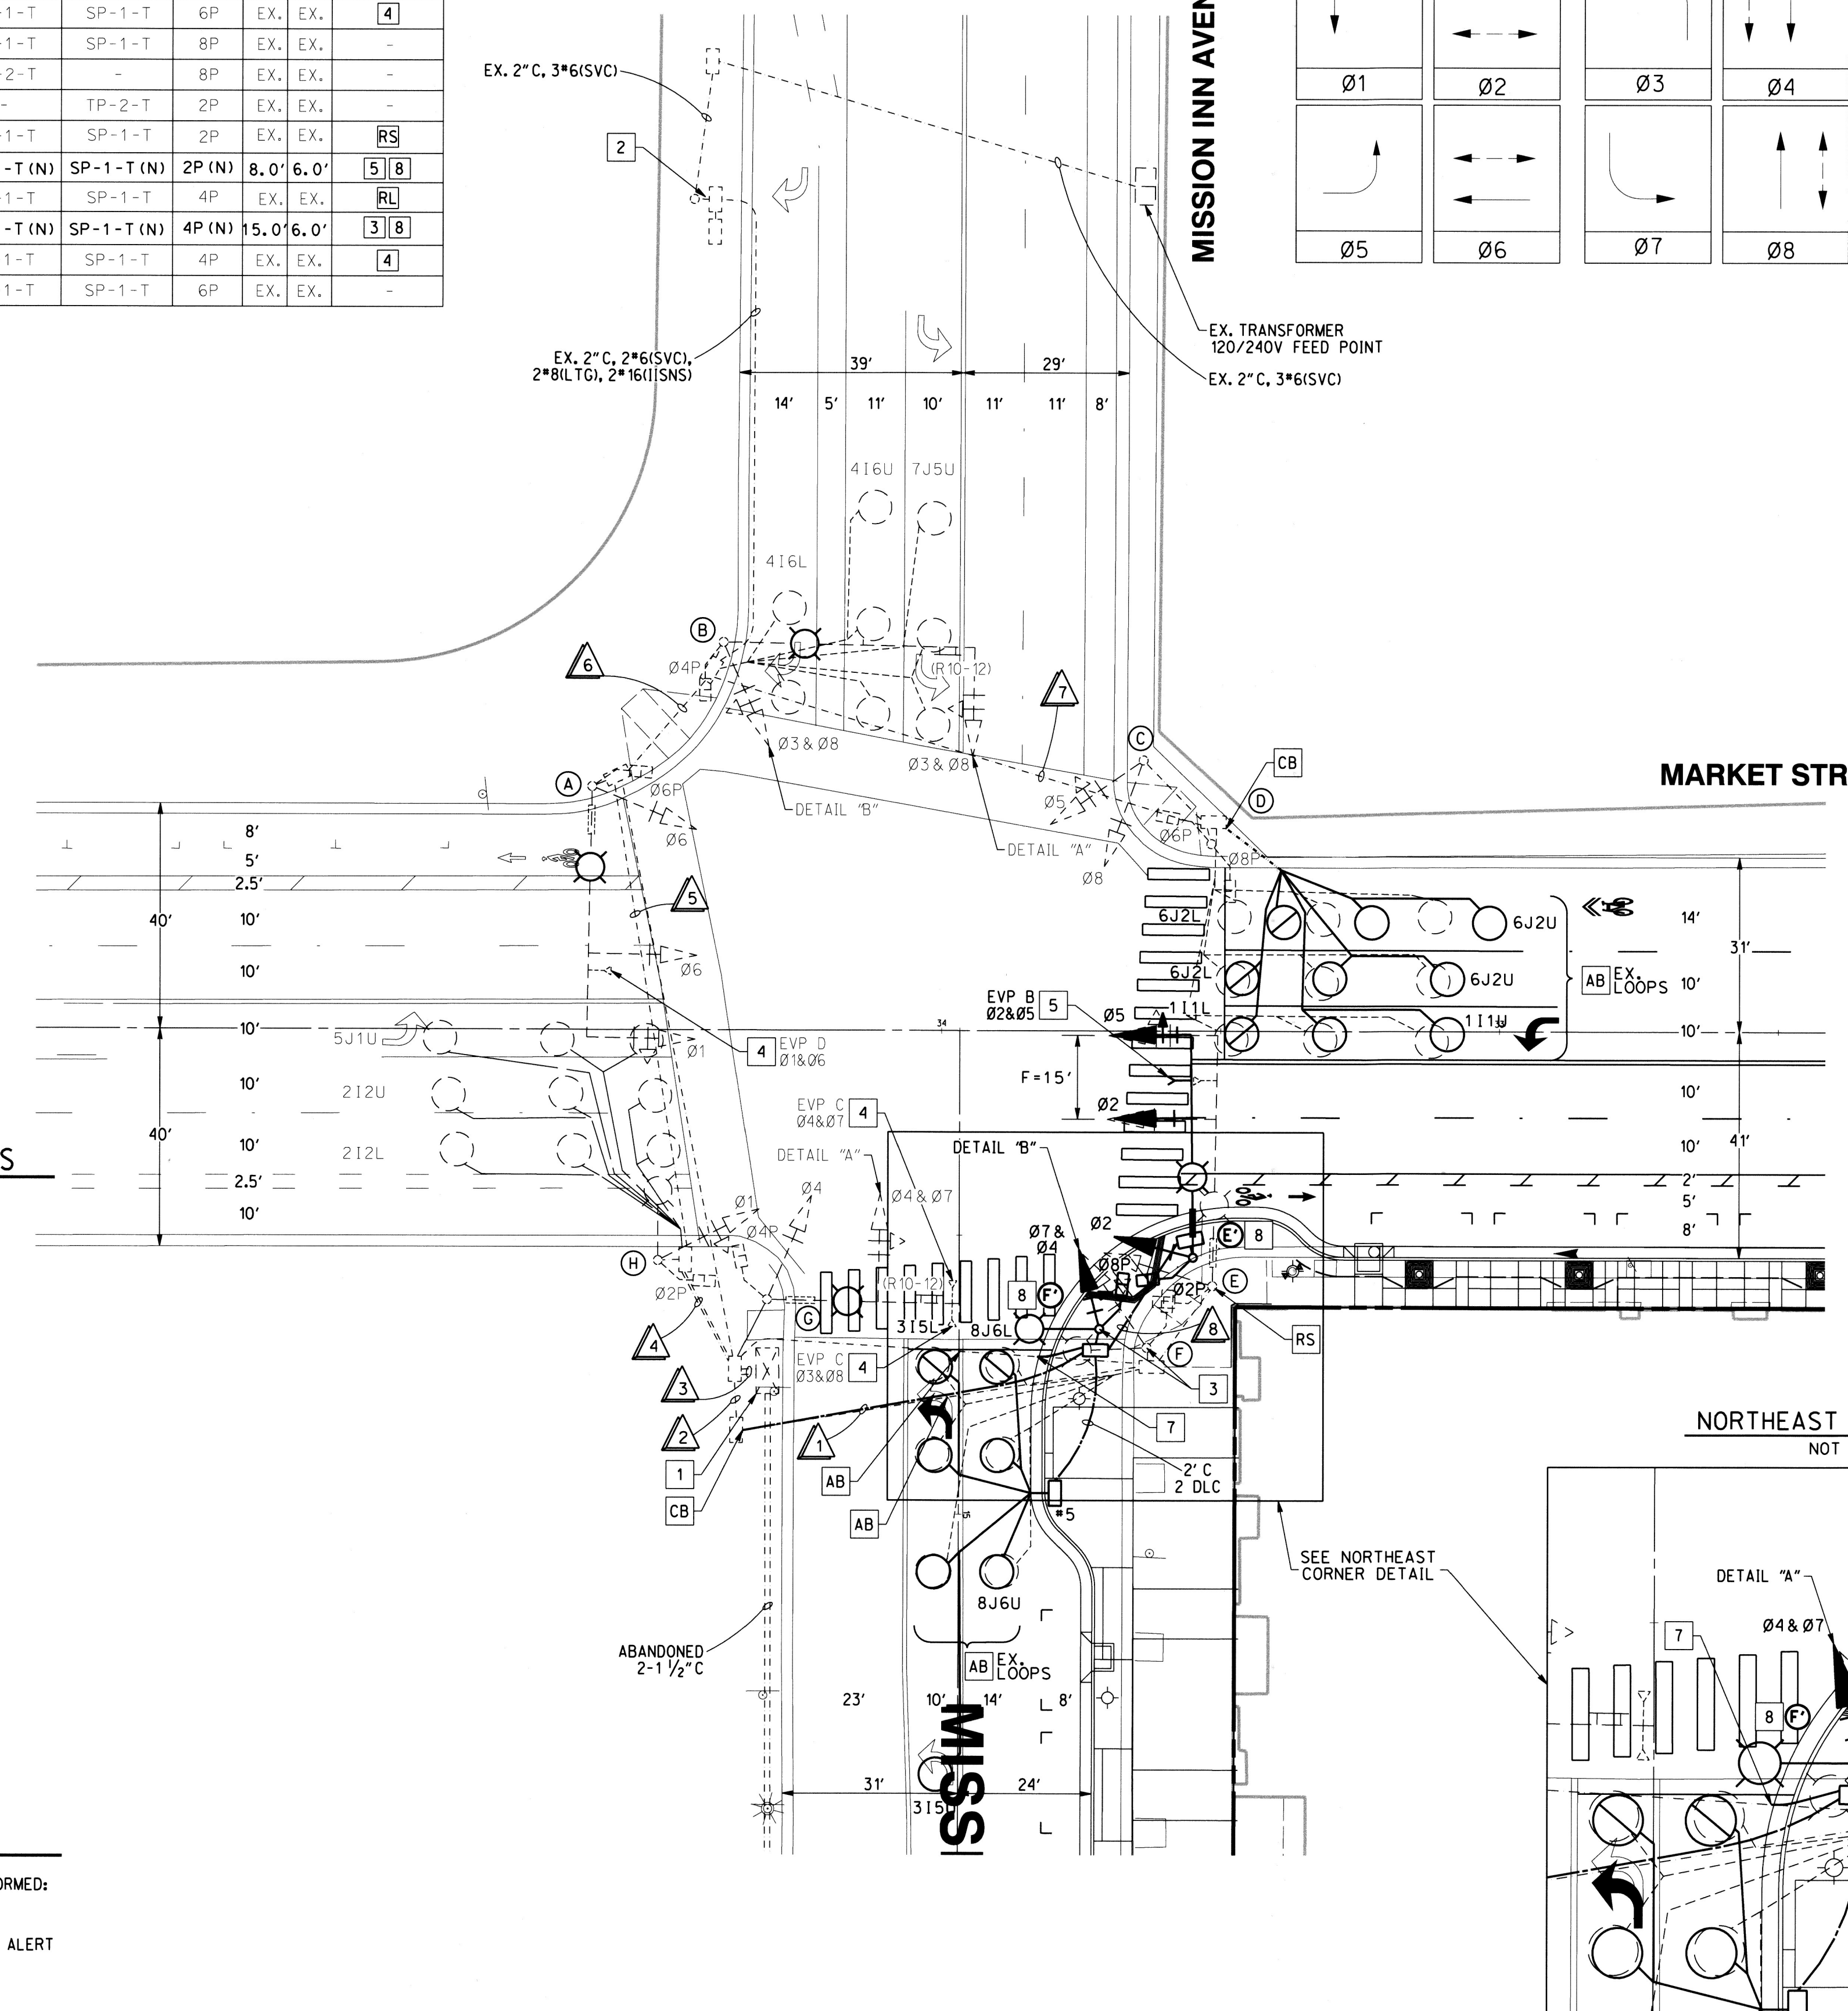 -1-T SP-1-T 6P EX. EX. 4
-1-T SP-1-T 8P EX. EX. -
-2-T - 8P EX. EX. -
- TP-2-T 2P EX. EX. -
-1-T SP-1-T 2P EX. EX. RS
-T(N) SP-1-T(N) 2P(N) 8.0' 6.0' 5 8
-1-T SP-1-T 4P EX. EX. RL
-T(N) SP-1-T(N) 4P(N) 15.0' 6.0' 3 8
1-T SP-1-T 4P EX. EX. 4
1-T SP-1-T 6P EX. EX. -
EX. 2"C, 3#6(SVC)
2
MISSION INN AVEN
Ø1 Ø2 Ø3 Ø4
Ø5 Ø6 Ø7 Ø8
EX. TRANSFORMER
120/240V FEED POINT
EX. 2"C, 3#6(SVC)
EX. 2"C, 2#6(SVC),
2#8(LTG), 2#16(IISNS)
39' 29'
14' 5' 11' 10' 11' 11' 8'
4I6U 7J5U
4I6L
B
6
Ø4P
(R10-12)
7
Ø3&Ø8
Ø3&Ø8
C
CB
D
MARKET STR
A
Ø6P
Ø6
DETAIL "B"
DETAIL "A"
Ø5
Ø6P
Ø8P
Ø8
8'
5'
2.5'
40'
10'
10'
5
Ø6
10'
5J1U
Ø1
4
EVP D
Ø1&Ø6
10'
2I2U
40'
10'
2I2L
2.5'
10'
6J2L
6J2U
14'
31'
6J2L
6J2U
AB EX.
LOOPS
10'
1I1L
1I1U
10'
EVP B
Ø2&Ø5
5
Ø5
34
33
F=15'
Ø2
10'
10'
41'
2'
5'
8'
EVP C
Ø4&Ø7
4
DETAIL "A"
DETAIL "B"
Ø4&Ø7
Ø1
Ø4
Ø4P
Ø7&
Ø4
Ø2
E'
8
H
Ø2P
(R10-12)
Ø8P
8
F'
Ø2P
E
G
3I5L
8J6L
8
RS
4
EVP C
Ø3&Ø8
4
F
3
3
2
1
7
1
AB
CB
AB
2' C
2 DLC
#5
15
SEE NORTHEAST
CORNER DETAIL
8J6U
AB EX.
LOOPS
ABANDONED
2-1 1/2"C
23' 10' 14' 8'
31' 24'
3I5U
MISSI
S
NORTHEAST
NOT
DETAIL "A"
Ø4&Ø7
7
8
F'
ORMED:
ALERT